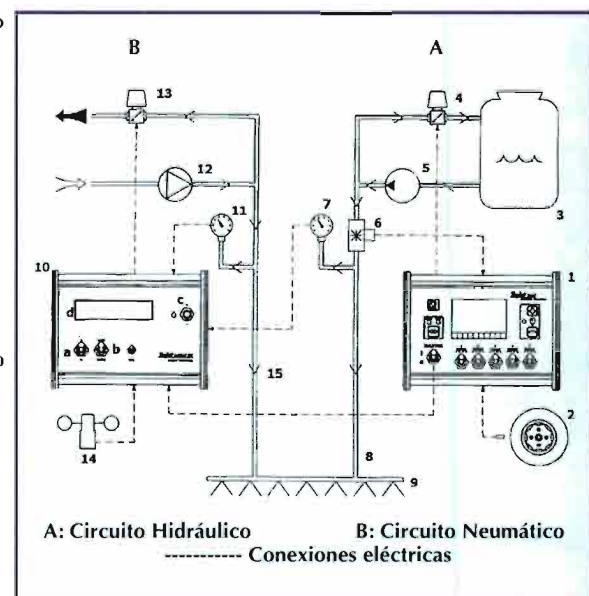 B A
13
4
12
5
3
11
7
6
10
1
d
c
a
b
2
15
14
8
9
A: Circuito Hidráulico B: Circuito Neumático
---------- Conexiones eléctricas